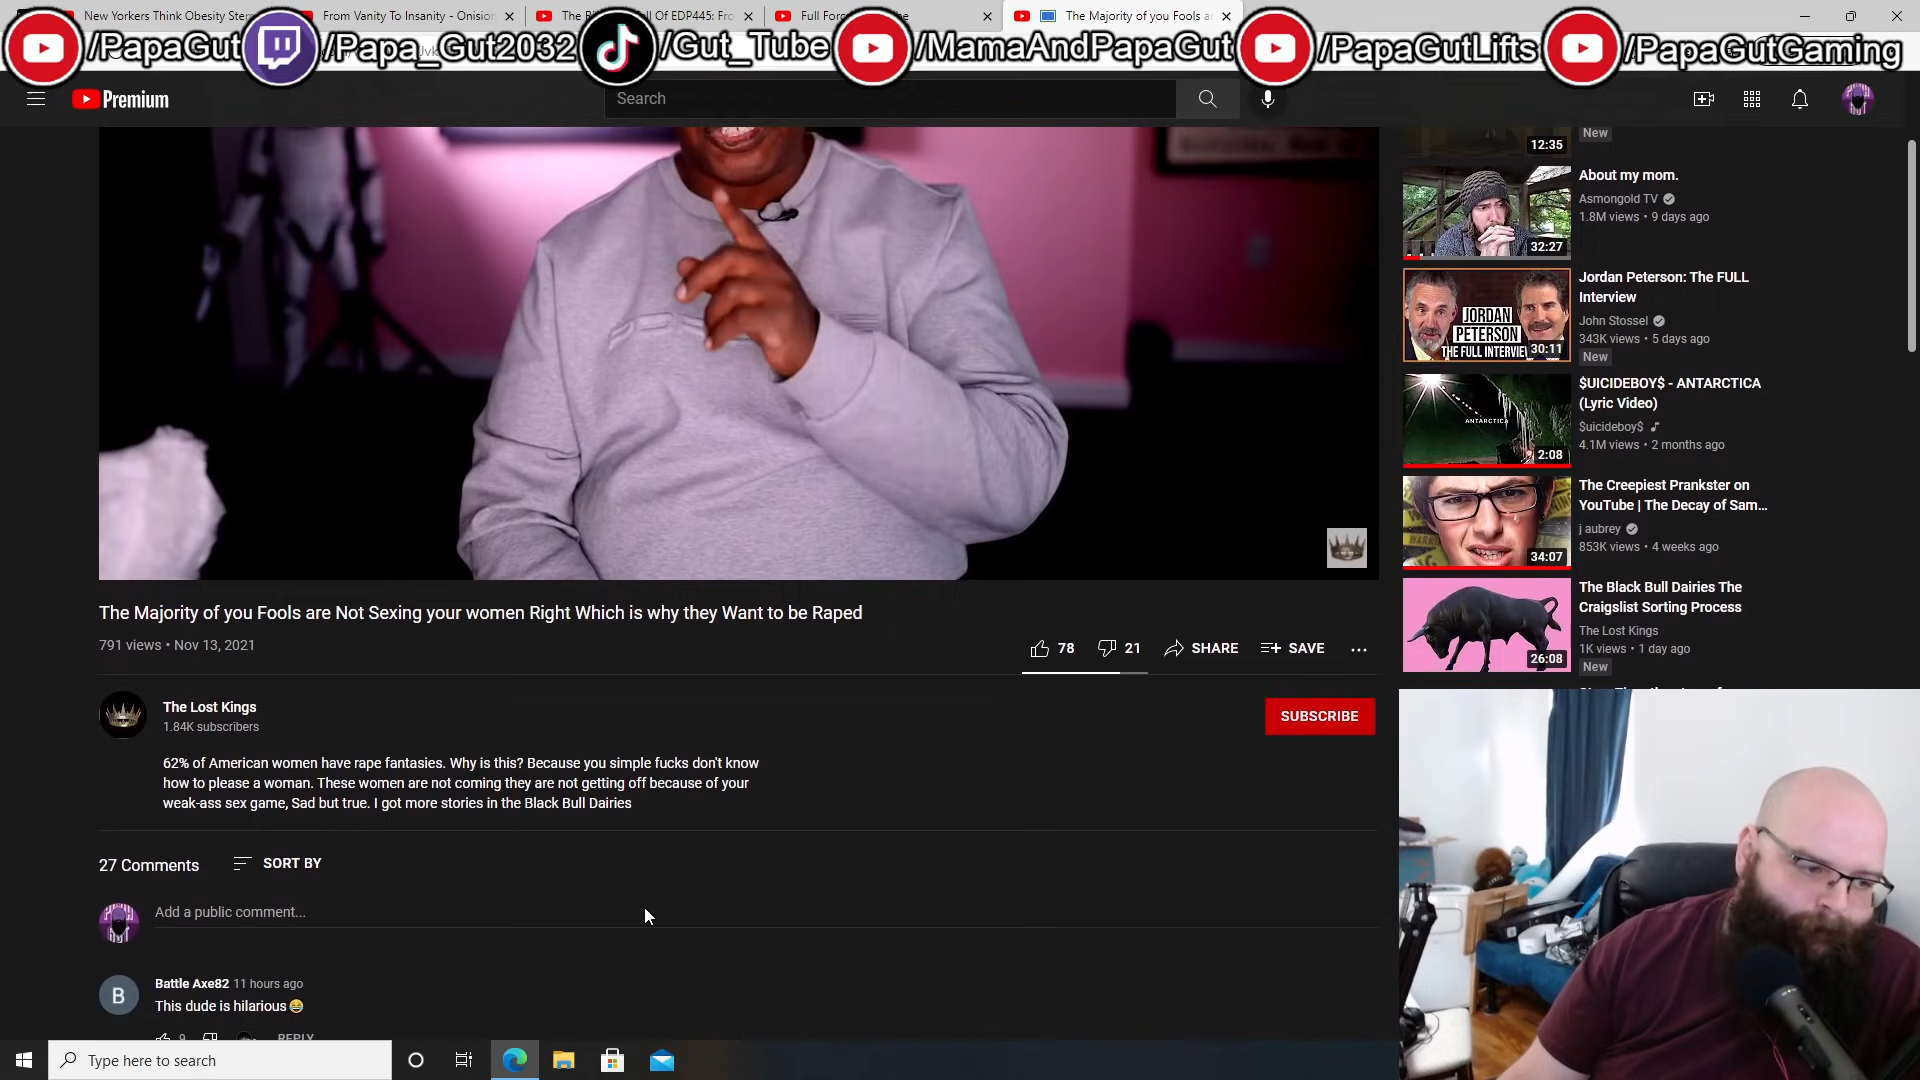 New Yorkers Think Obesity Ster
From Vanity To Insanity - Onision
Full For
The Majority of you Fools a
/PapaGut
/Papa_Gut2032
/Gut_Tube
/MamaAndPapaGut
/PapaGutLifts
/PapaGutGaming
Premium
Search
New
12:35
About my mom.
Asmongold TV
1.8M views • 9 days ago
32:27
Jordan Peterson: The FULL
Interview
John Stossel
343K views • 5 days ago
New
JORDAN
PETERSON
THE FULL INTERVIEW
30:11
$UICIDEBOY$ - ANTARCTICA
(Lyric Video)
$uicideboy$
4.1M views • 2 months ago
ANTARCTICA
2:08
The Creepiest Prankster on
YouTube | The Decay of Sam...
j aubrey
853K views • 4 weeks ago
34:07
The Black Bull Dairies The
Craigslist Sorting Process
The Lost Kings
1K views • 1 day ago
New
26:08
The Majority of you Fools are Not Sexing your women Right Which is why they Want to be Raped
791 views • Nov 13, 2021
78
21
SHARE
SAVE
The Lost Kings
1.84K subscribers
SUBSCRIBE
62% of American women have rape fantasies. Why is this? Because you simple fucks don't know
how to please a woman. These women are not coming they are not getting off because of your
weak-ass sex game, Sad but true. I got more stories in the Black Bull Dairies
27 Comments
SORT BY
Add a public comment...
B
Battle Axe82 11 hours ago
This dude is hilarious😂
9
REPLY
Type here to search